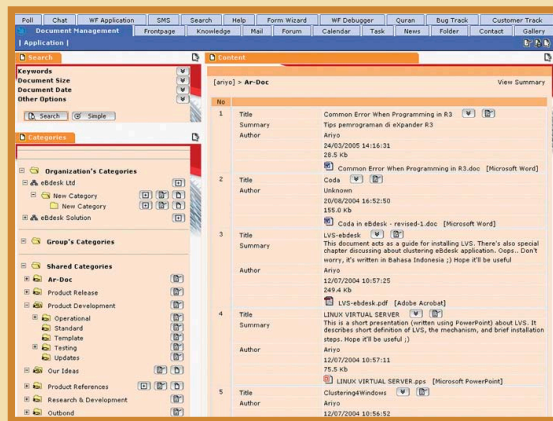 Poll Chat WF Application SMS Search Help Form Wizard WF Debugger Quran Bug Track Customer Track
Document Management Frontpage Knowledge Mail Forum Calendar Task News Folder Contact Gallery
| Application |
Search
Keywords
Document Size
Document Date
Other Options
Search Simple
Categories
Organization's Categories
eBdesk Ltd
New Category
New Category
eBdesk Solution
Group's Categories
Shared Categories
Ar-Doc
Product Release
Product Development
Operational
Standard
Template
Testing
Updates
Our Ideas
Product References
Research & Development
Outbond
Content
[ariyo] > Ar-Doc View Summary
No
1 Title Common Error When Programming in R3
Summary Tips pemrograman di eXpander R3
Author Ariyo
24/03/2005 14:16:31
28.5 Kb
Common Error When Programming in R3.doc [Microsoft Word]
2 Title Coda
Author Unknown
20/08/2004 16:52:50
155.0 Kb
Coda in eBdesk - revised-1.doc [Microsoft Word]
3 Title LVS-ebdesk
Summary This document acts as a guide for installing LVS. There's also special
chapter discussing about clustering eBdesk application. Oops.. Don't
worry, it's written in Bahasa Indonesia ;) Hope it'll be useful
Author Ariyo
12/07/2004 10:57:25
249.4 Kb
LVS-ebdesk.pdf [Adobe Acrobat]
4 Title LINUX VIRTUAL SERVER
Summary This is a short presentation (written using PowerPoint) about LVS. It
describes short definition of LVS, the mechanism, and brief installation
steps. Hope it'll be useful ;)
Author Ariyo
12/07/2004 10:57:11
75.5 Kb
LINUX VIRTUAL SERVER.pps [Microsoft PowerPoint]
5 Title Clustering4Windows
Author Ariyo
12/07/2004 10:56:52